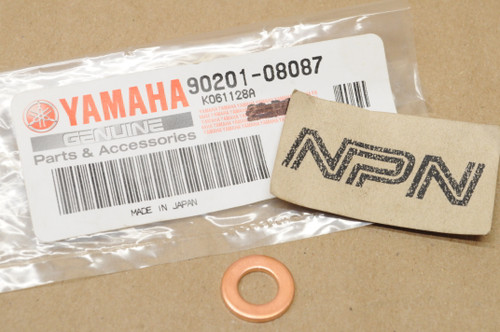 YAMAHA
90201-08087
K061128A
GENUINE
Parts & Accessories
MADE IN JAPAN
NPN